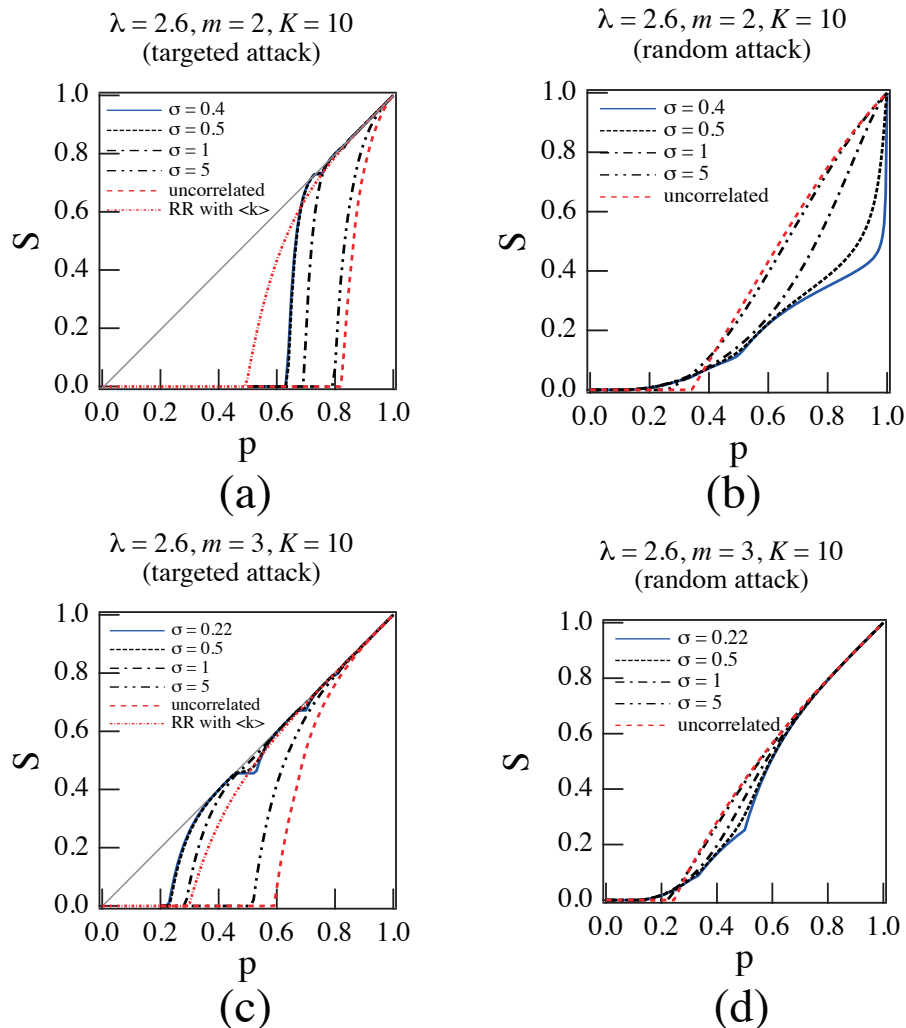 λ = 2.6, m = 2, K = 10
(targeted attack)
1.0
0.8
0.6
0.4
0.2
0.0
S
σ = 0.4
σ = 0.5
σ = 1
σ = 5
uncorrelated
RR with <k>
0.0 0.2 0.4 0.6 0.8 1.0
p
(a)
λ = 2.6, m = 2, K = 10
(random attack)
1.0
0.8
0.6
0.4
0.2
0.0
S
σ = 0.4
σ = 0.5
σ = 1
σ = 5
uncorrelated
0.0 0.2 0.4 0.6 0.8 1.0
p
(b)
λ = 2.6, m = 3, K = 10
(targeted attack)
1.0
0.8
0.6
0.4
0.2
0.0
S
σ = 0.22
σ = 0.5
σ = 1
σ = 5
uncorrelated
RR with <k>
0.0 0.2 0.4 0.6 0.8 1.0
p
(c)
λ = 2.6, m = 3, K = 10
(random attack)
1.0
0.8
0.6
0.4
0.2
0.0
S
σ = 0.22
σ = 0.5
σ = 1
σ = 5
uncorrelated
0.0 0.2 0.4 0.6 0.8 1.0
p
(d)